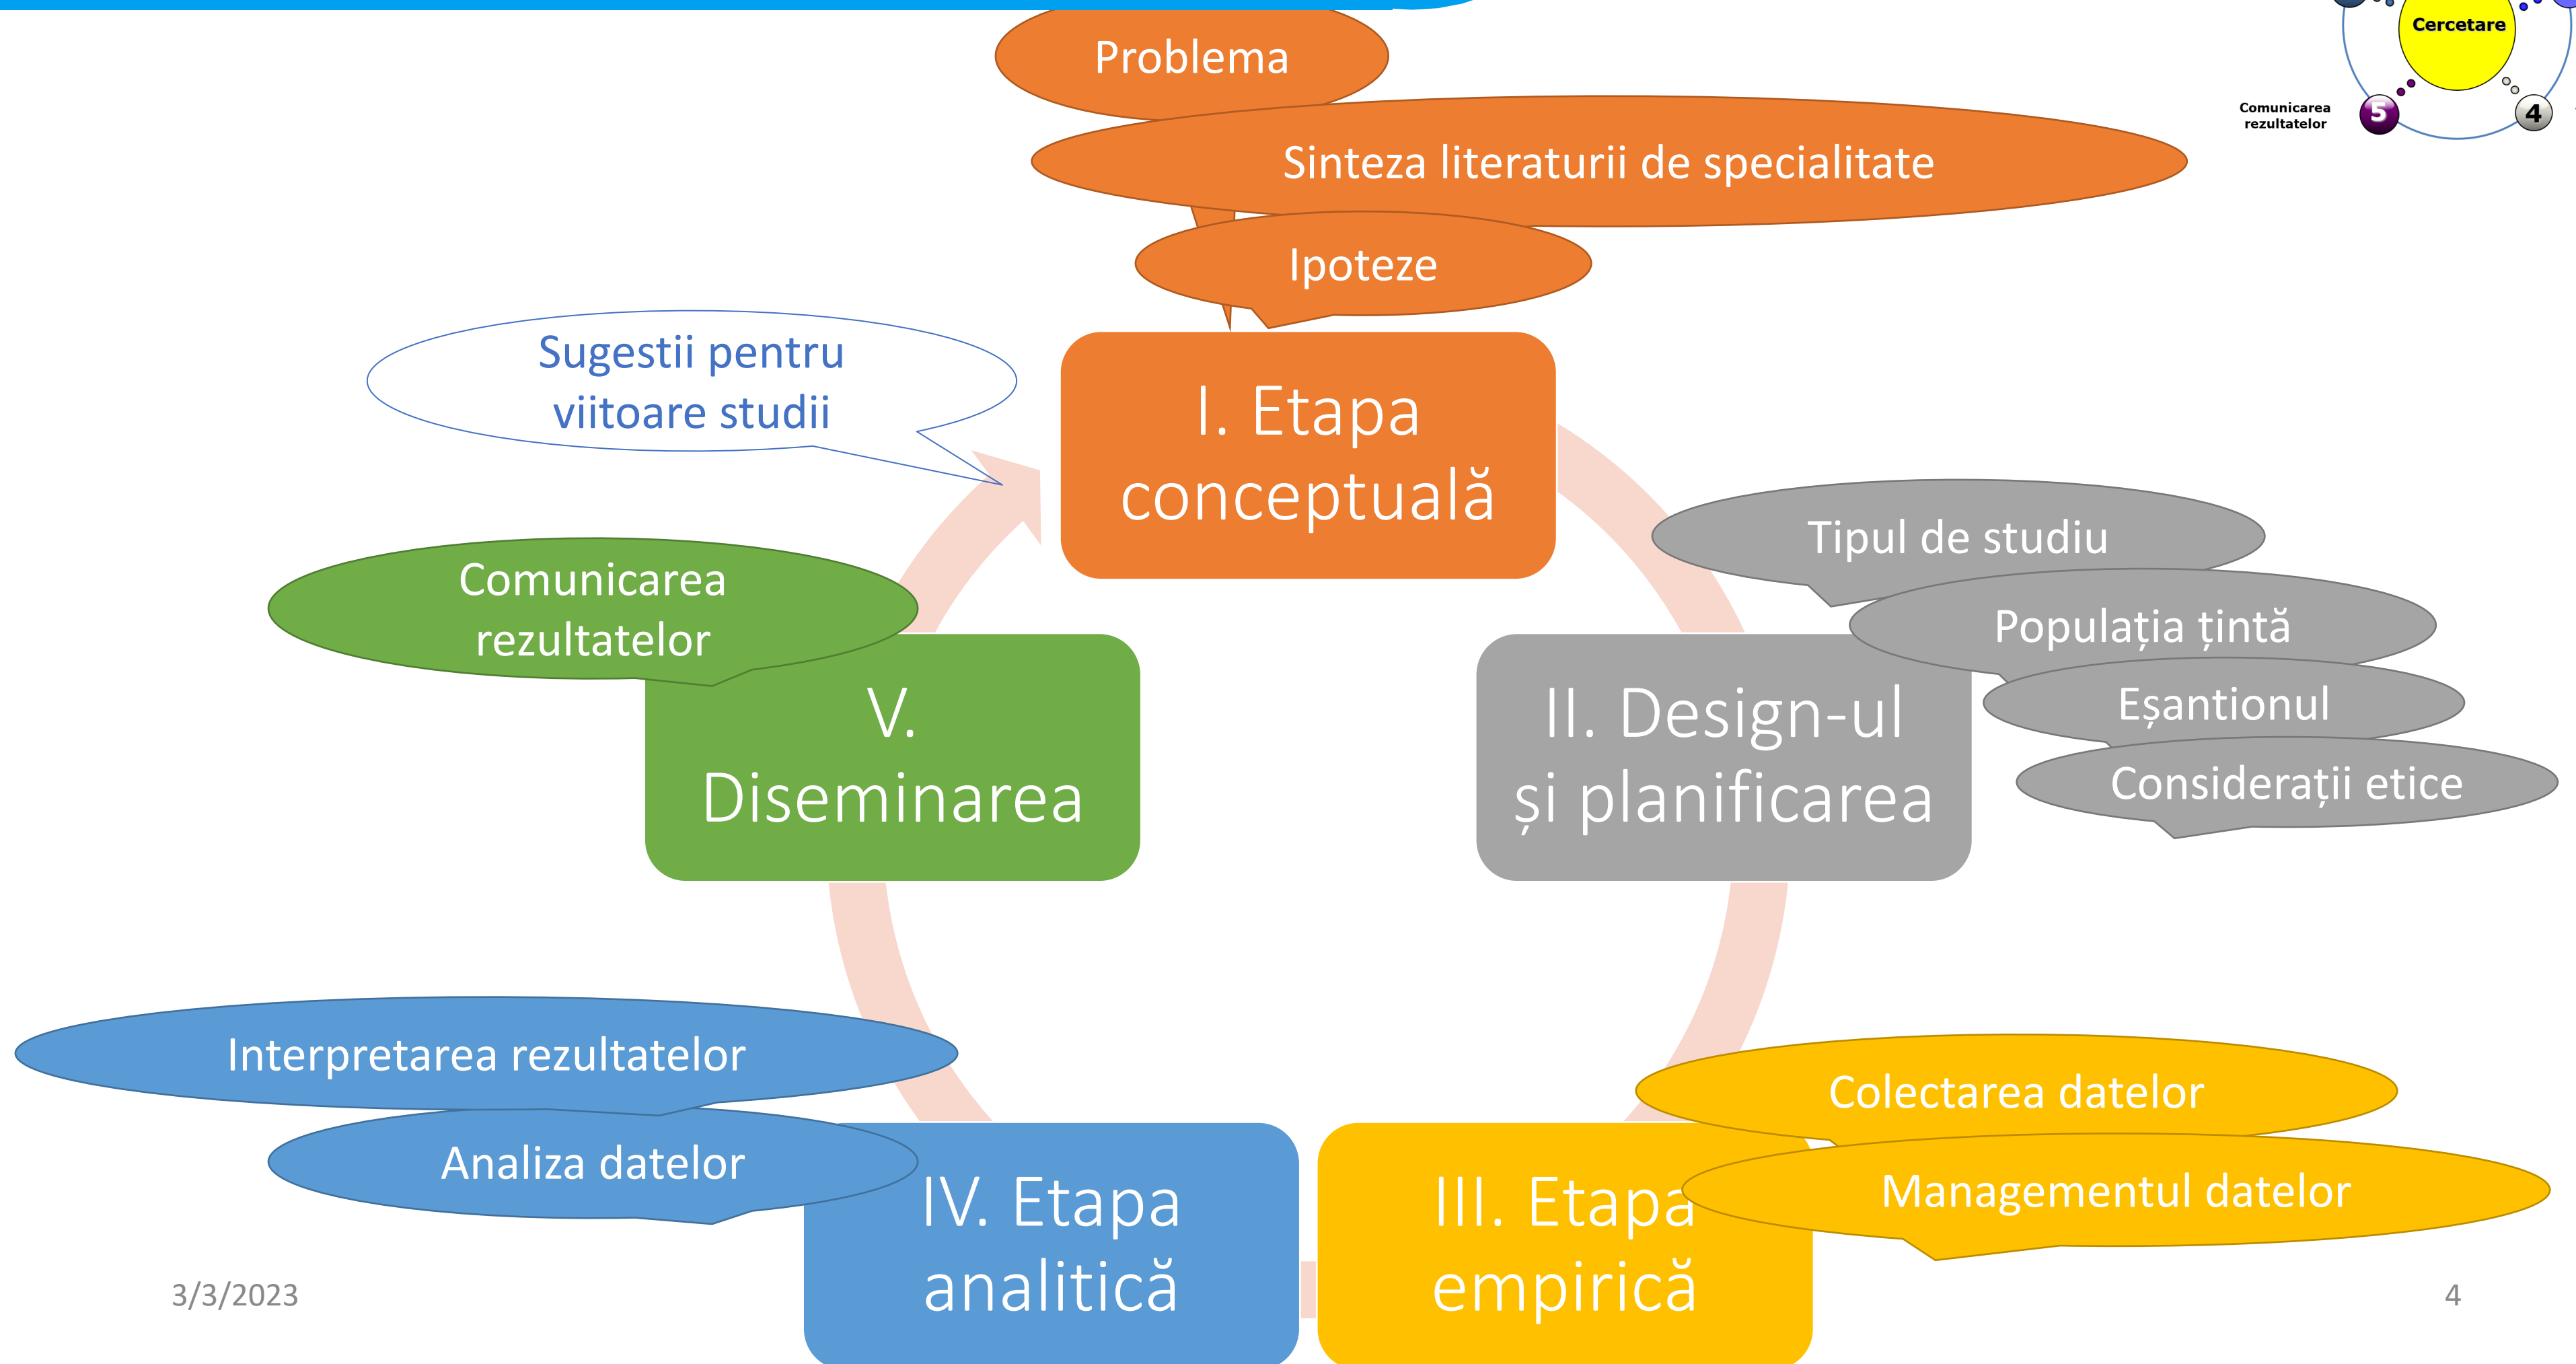 Problema
Sinteza literaturii de specialitate
Ipoteze
Cercetare
Comunicarea
rezultatelor
5
4
Sugestii pentru
viitoare studii
I. Etapa
conceptuală
Tipul de studiu
Populația țintă
Eșantionul
Considerații etice
Comunicarea
rezultatelor
V.
Diseminarea
II. Design-ul
și planificarea
Interpretarea rezultatelor
Analiza datelor
Colectarea datelor
Managementul datelor
IV. Etapa
analitică
III. Etapa
empirică
3/3/2023
4